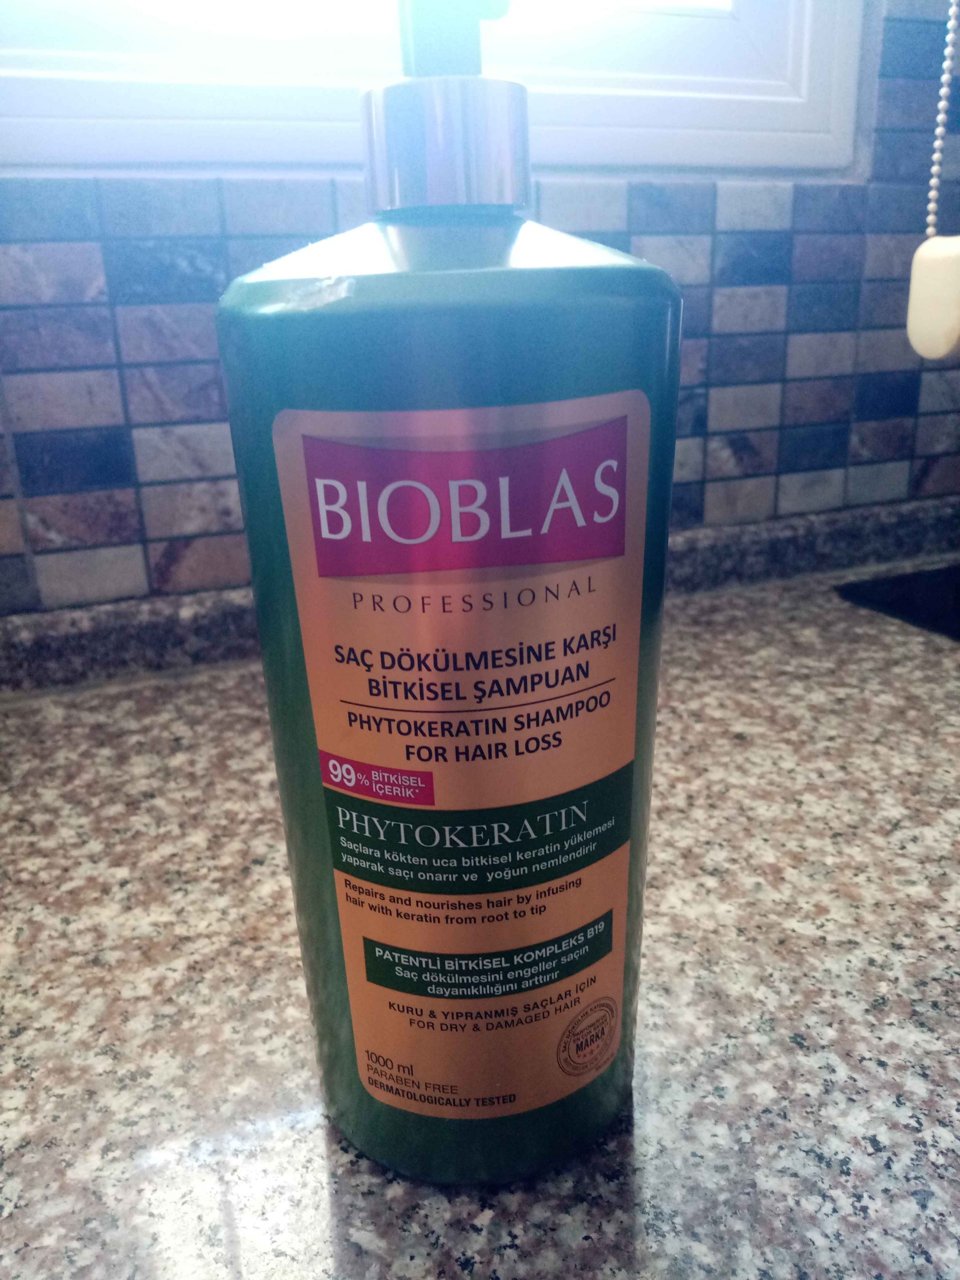 BIOBLAS
PROFESSIONAL
SAÇ DÖKÜLMESİNE KARŞI
BİTKİSEL ŞAMPUAN
PHYTOKERATIN SHAMPOO
FOR HAIR LOSS
99% BİTKİSEL
İÇERİK*
PHYTOKERATIN
Saçlara kökten uca bitkisel keratin yüklemesi
yaparak saçı onarır ve yoğun nemlendirir
Repairs and nourishes hair by infusing
hair with keratin from root to tip
PATENTLİ BİTKİSEL KOMPLEKS B19
Saç dökülmesini engeller saçın
dayanıklılığını arttırır
KURU & YIPRANMIŞ SAÇLAR İÇİN
FOR DRY & DAMAGED HAIR
MARKA
1000 ml
PARABEN FREE
DERMATOLOGICALLY TESTED